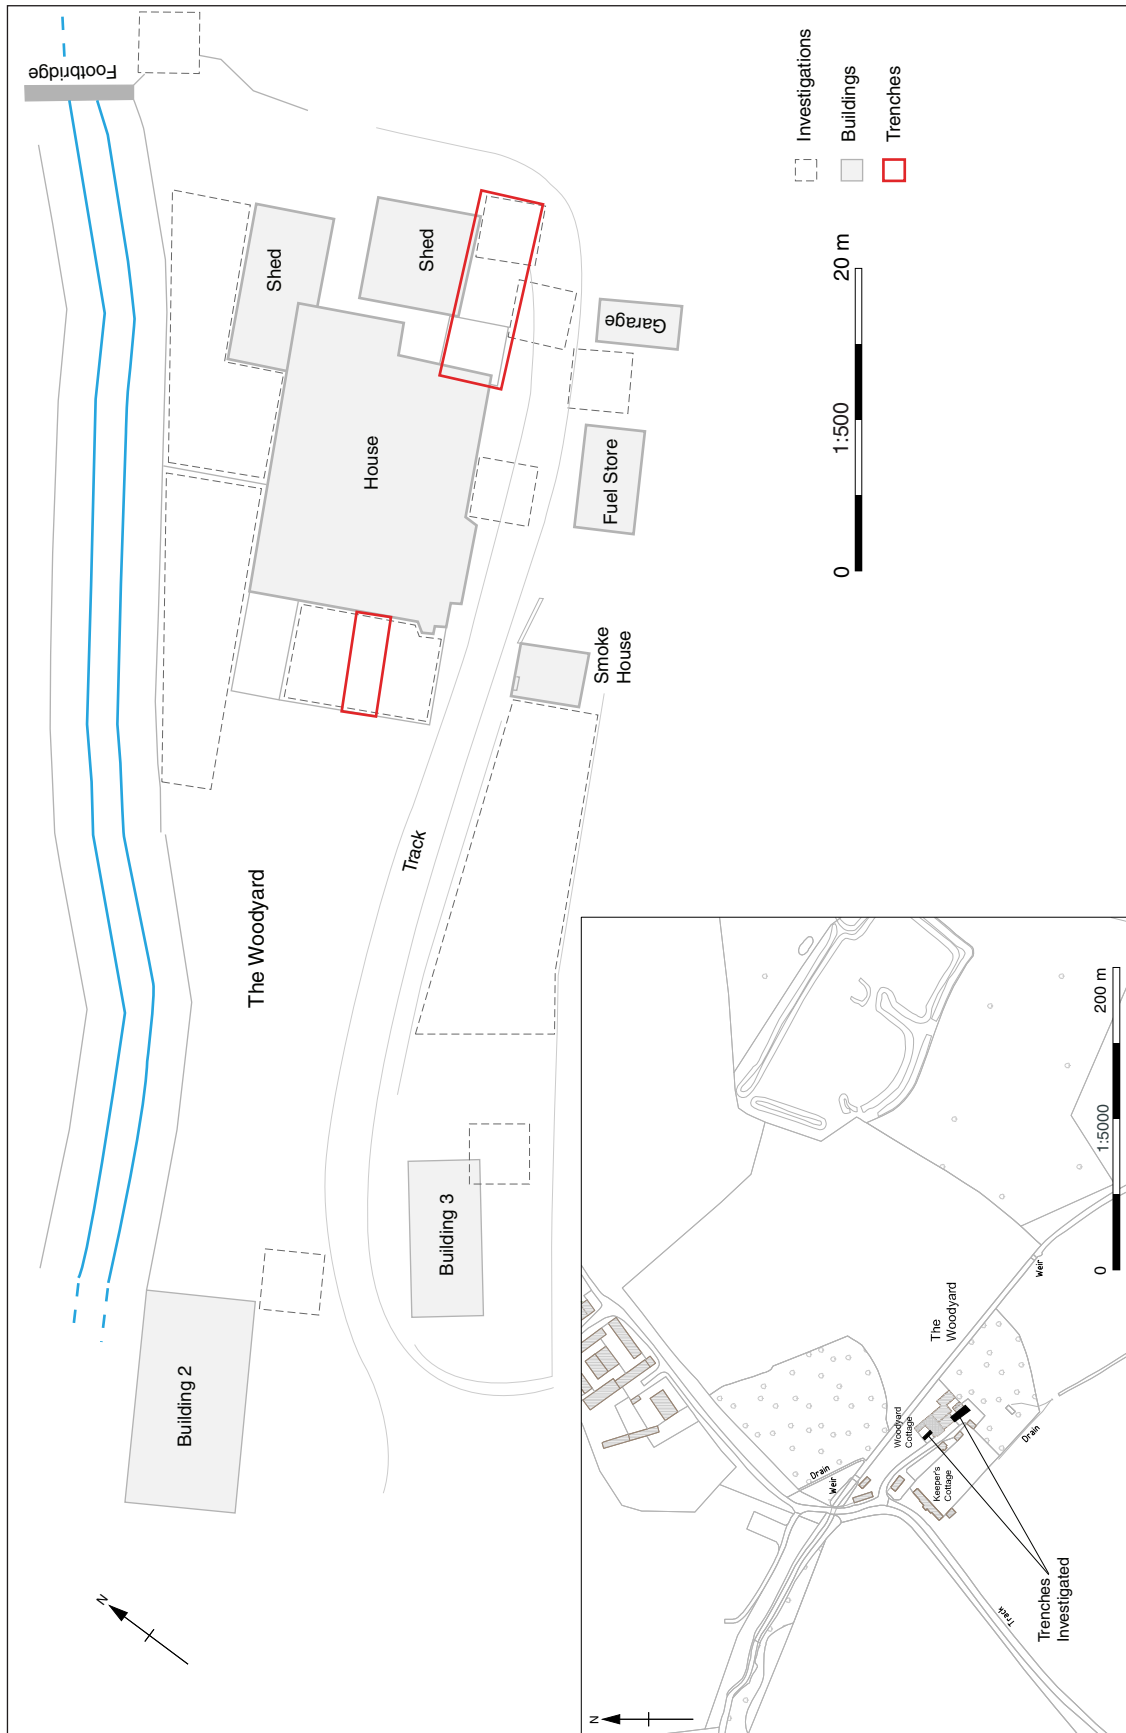 Footbridge
Shed
Shed
House
Garage
Fuel Store
Smoke
House
Track
The Woodyard
Building 3
Building 2
N
Investigations
Buildings
Trenches
0
1:500
20 m
N
Weir
Drain
Woodyard
Cottage
The
Woodyard
Weir
Keeper's
Cottage
Drain
Track
Trenches
Investigated
0
1:5000
200 m